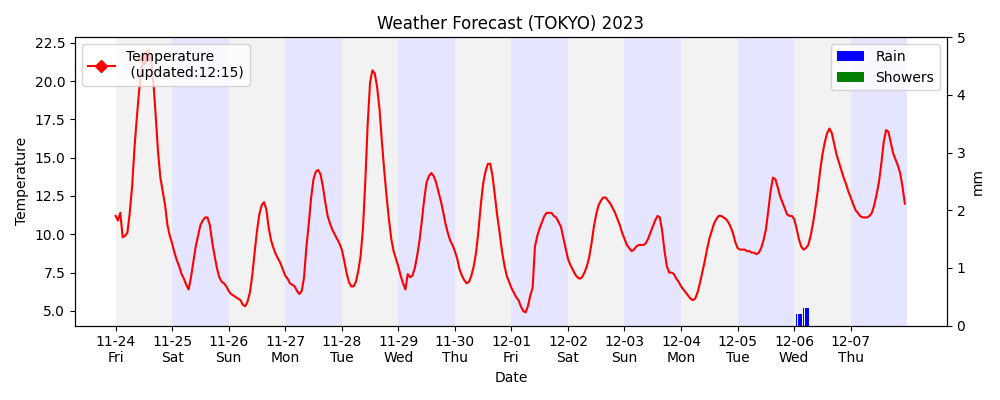 Weather Forecast (TOKYO) 2023
Temperature
(updated:12:15)
Rain
Showers
Temperature
22.5
20.0
17.5
15.0
12.5
10.0
7.5
5.0
5
4
3
2
1
0
mm
11-24 11-25 11-26 11-27 11-28 11-29 11-30 12-01 12-02 12-03 12-04 12-05 12-06 12-07
Fri Sat Sun Mon Tue Wed Thu Fri Sat Sun Mon Tue Wed Thu
Date